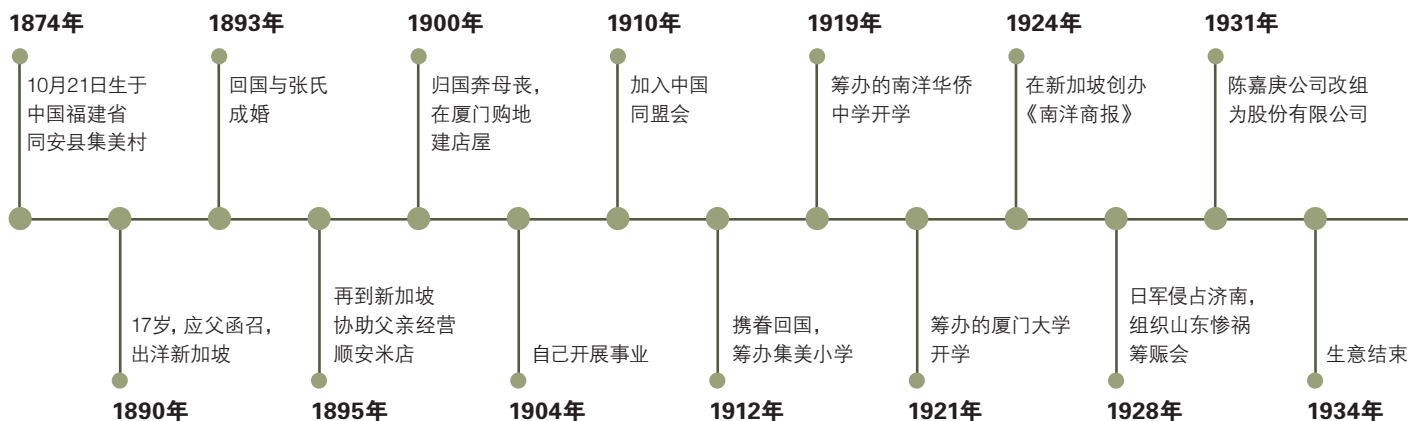 1874年
10月21日生于
中国福建省
同安县集美村
1893年
回国与张氏
成婚
1900年
归国奔母丧，
在厦门购地
建店屋
1910年
加入中国
同盟会
1919年
筹办的南洋华侨
中学开学
1924年
在新加坡创办
《南洋商报》
1931年
陈嘉庚公司改组
为股份有限公司
17岁，应父函召，
出洋新加坡
1890年
再到新加坡
协助父亲经营
顺安米店
1895年
自己开展事业
1904年
携眷回国，
筹办集美小学
1912年
筹办的厦门大学
开学
1921年
日军侵占济南，
组织山东惨祸
筹赈会
1928年
生意结束
1934年